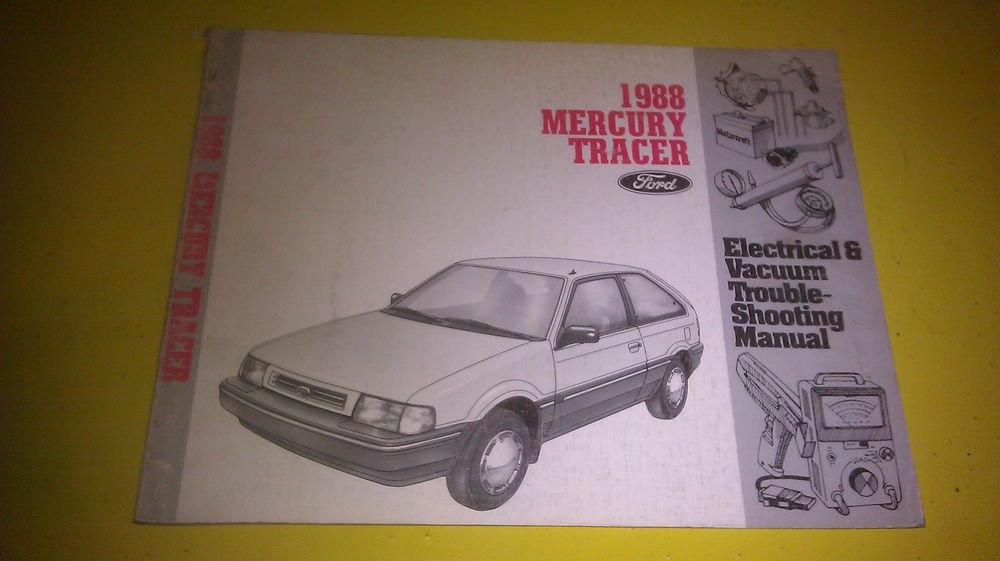 1988 MERCURY TRACER
1988
MERCURY
TRACER
Ford
Motorcraft
Electrical &
Vacuum
Trouble-
Shooting
Manual